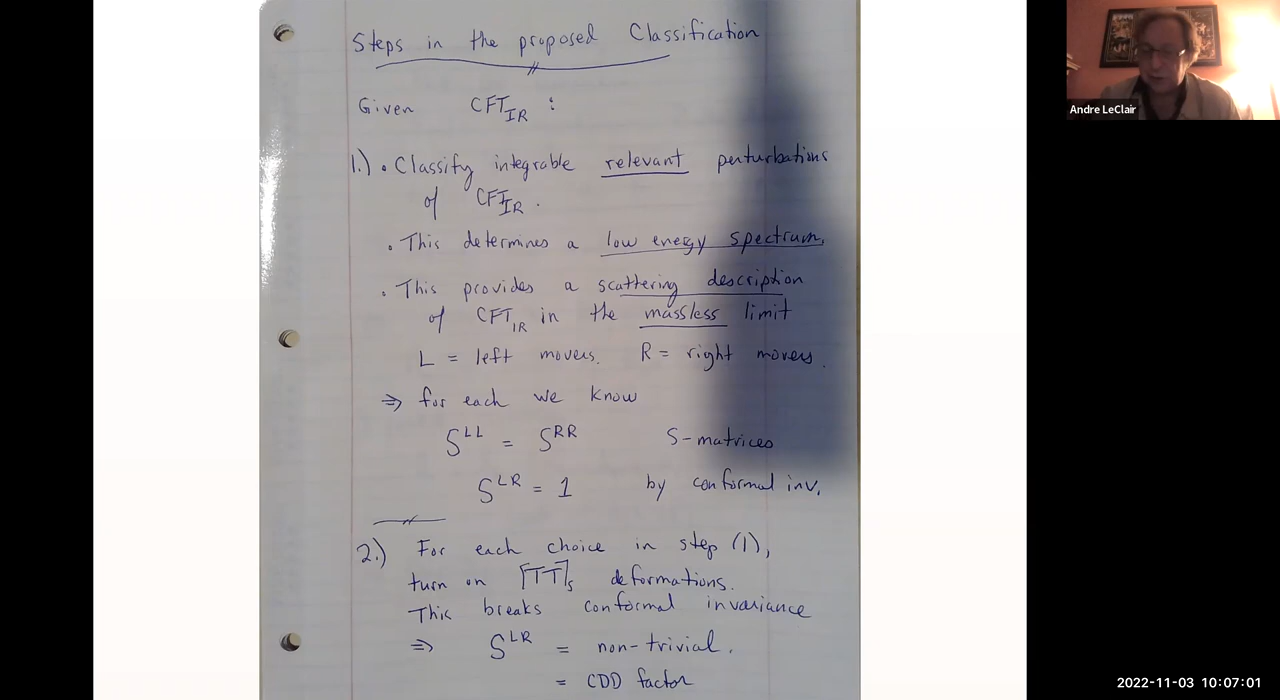 Steps in the proposed Classification
Given CFT_IR :
1.) • Classify integrable relevant perturbations
of CFT_IR .
• This determines a low energy spectrum.
• This provides a scattering description
of CFT_IR in the massless limit
L = left movers. R = right movers.
⇒ for each we know
S^LL = S^RR S-matrices
S^LR = 1 by conformal inv.
2.) For each choice in step (1),
turn on [TT̄]_s deformations.
This breaks conformal invariance
⇒ S^LR = non-trivial.
= CDD factor
Andre LeClair
2022-11-03 10:07:01